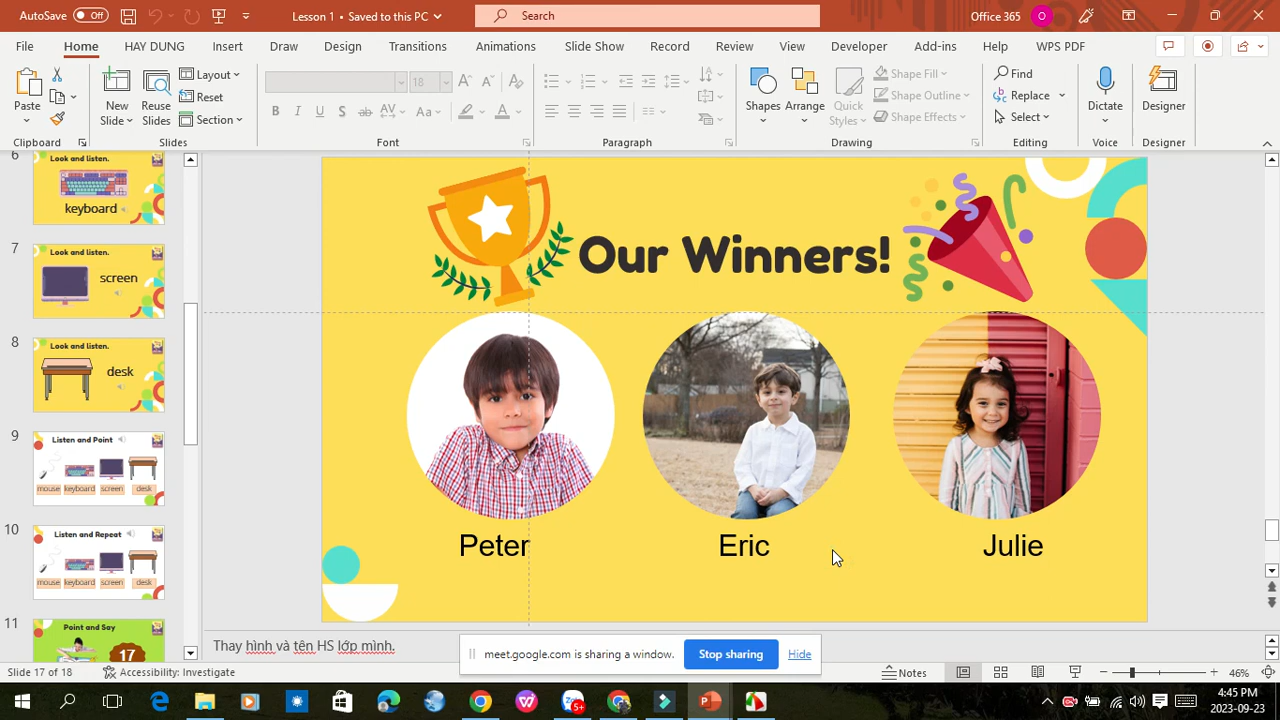 AutoSave Off
Lesson 1 • Saved to this PC
Search
Office 365
O
File Home HAY DUNG Insert Draw Design Transitions Animations Slide Show Record Review View Developer Add-ins Help WPS PDF
Paste
New Slide
Reuse Slides
Layout
Reset
Section
18
B I U S ab AV Aa
Shapes
Arrange
Quick Styles
Shape Fill
Shape Outline
Shape Effects
Find
Replace
Select
Dictate
Designer
Clipboard Slides Font Paragraph Drawing Editing Voice Designer
6
Look and listen.
keyboard
7
Look and listen.
screen
8
Look and listen.
desk
9
Listen and Point
mouse keyboard screen desk
10
Listen and Repeat
mouse keyboard screen desk
11
Point and Say
17
Our Winners!
Peter Eric Julie
Thay hình và tên HS lớp mình.
meet.google.com is sharing a window. Stop sharing Hide
Slide 17 of 18 Accessibility: Investigate Notes 46%
5+
4:45 PM
2023-09-23